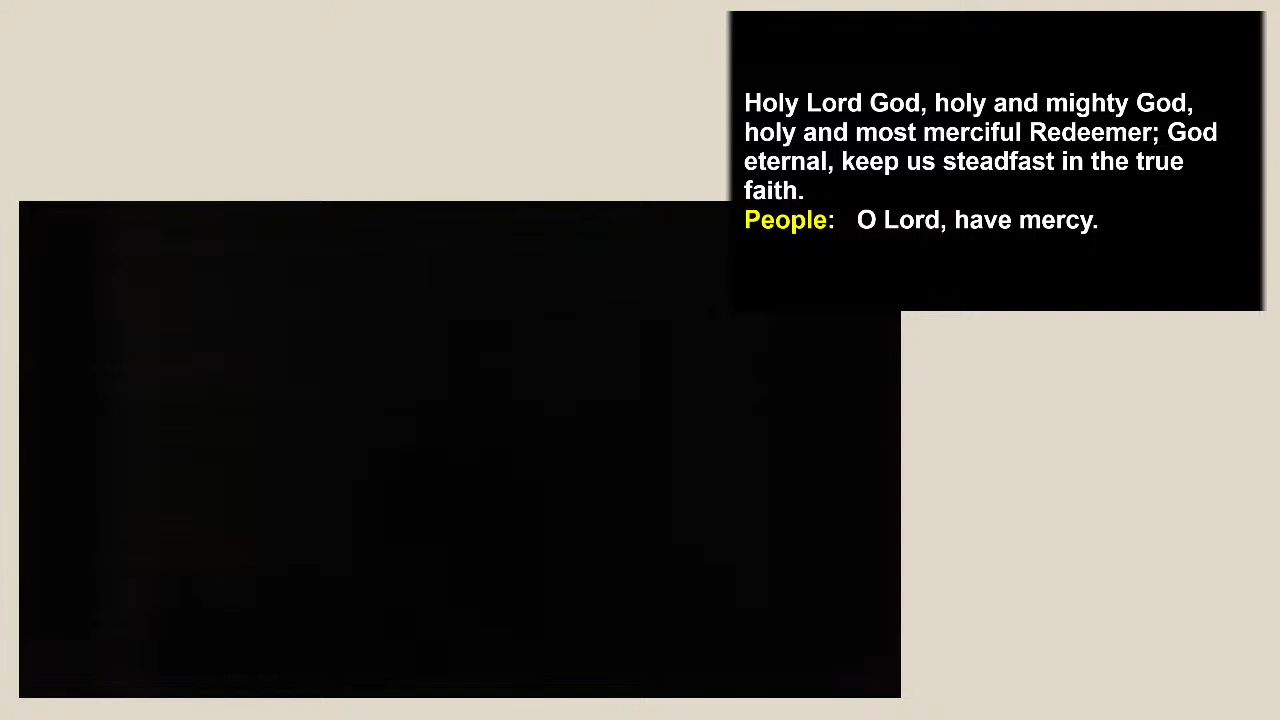 Holy Lord God, holy and mighty God,
holy and most merciful Redeemer; God
eternal, keep us steadfast in the true
faith.
People: O Lord, have mercy.